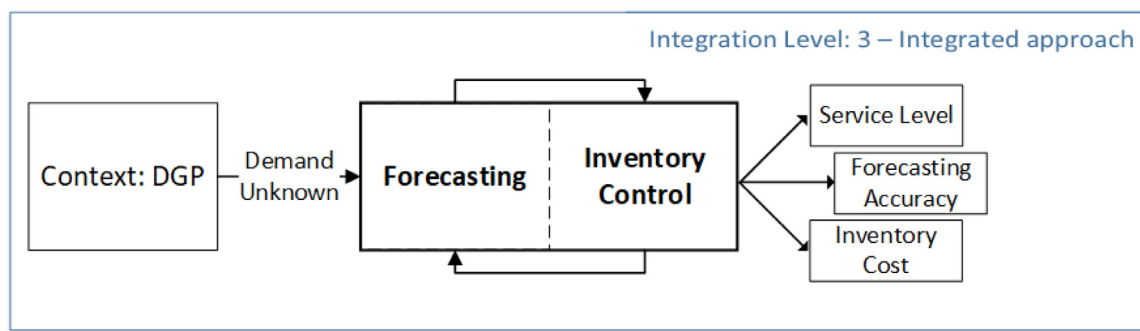 Integration Level: 3 – Integrated approach
Context: DGP
Demand
Unknown
Forecasting
Inventory
Control
Service Level
Forecasting
Accuracy
Inventory
Cost